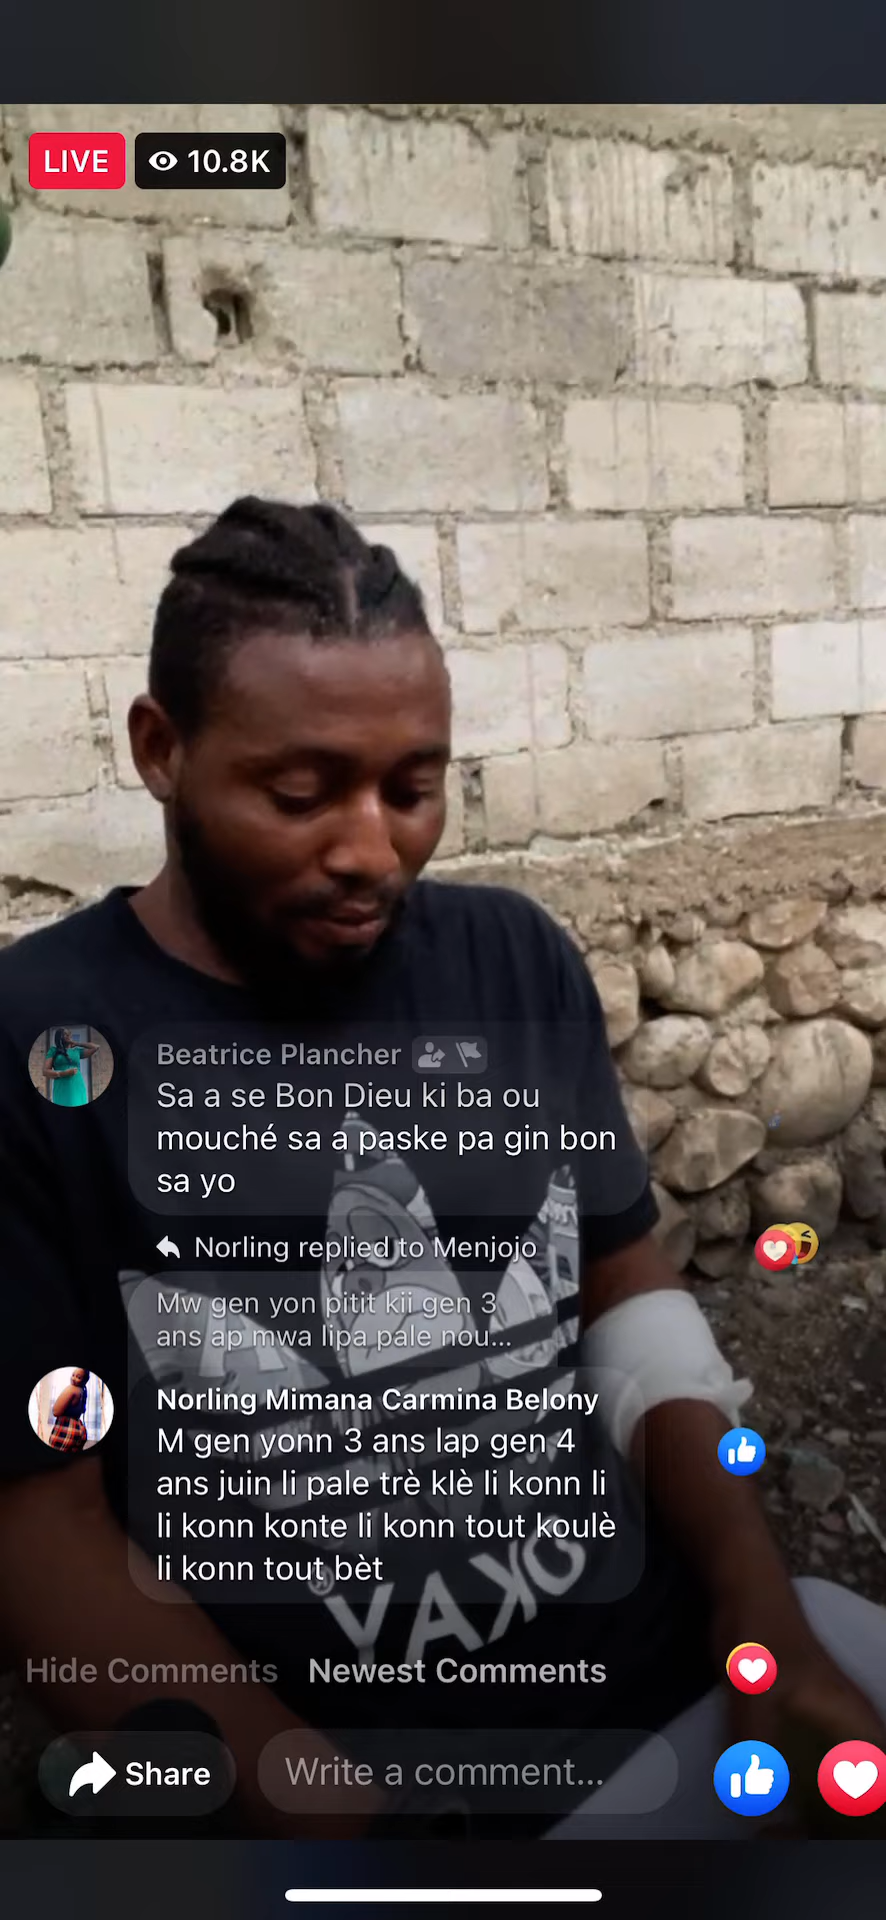 LIVE 10.8K
Beatrice Plancher
Sa a se Bon Dieu ki ba ou
mouché sa a paske pa gin bon
sa yo
Norling replied to Menjojo
Mw gen yon pitit kii gen 3
ans ap mwa lipa pale nou...
Norling Mimana Carmina Belony
M gen yonn 3 ans lap gen 4
ans juin li pale trè klè li konn li
li konn konte li konn tout koulè
li konn tout bèt
YAKO
Hide Comments Newest Comments
Share Write a comment...